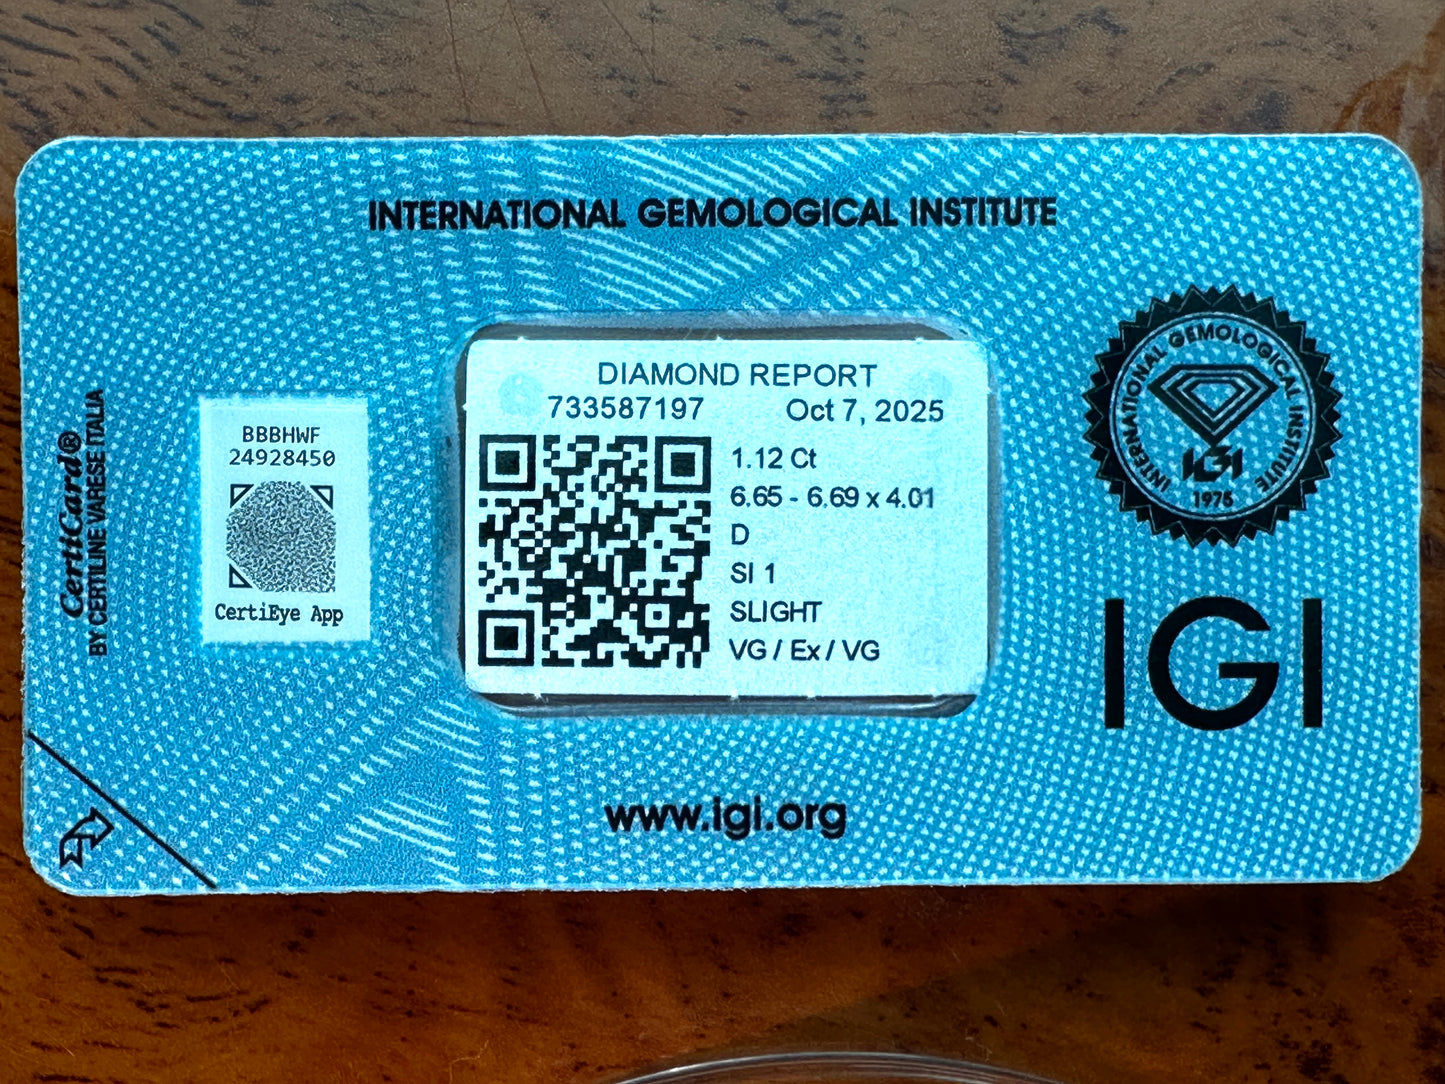 INTERNATIONAL GEMOLOGICAL INSTITUTE
CertiCard®
BY CERTILINE VARESE ITALIA
BBBHWF
24928450
CertiEye App
DIAMOND REPORT
733587197 Oct 7, 2025
1.12 Ct
6.65 - 6.69 x 4.01
D
SI 1
SLIGHT
VG / Ex / VG
INTERNATIONAL GEMOLOGICAL INSTITUTE
IGI
1975
IGI
www.igi.org